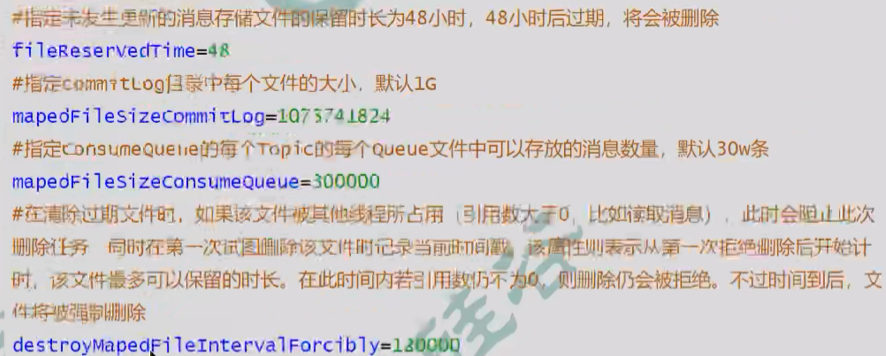 #指定未发生更新的消息存储文件的保留时长为48小时，48小时后过期，将会被删除
fileReservedTime=48
#指定commitLog目录中每个文件的大小，默认1G
mapedFileSizeCommitLog=1073741824
#指定ConsumeQueue的每个Topic的每个Queue文件中可以存放的消息数量，默认30w条
mapedFileSizeConsumeQueue=300000
#在清除过期文件时，如果该文件被其他线程所占用（引用数大于0，比如读取消息），此时会阻止此次
删除任务，同时在第一次试图删除该文件时记录当前时间戳。该属性则表示从第一次拒绝删除后开始计
时，该文件最多可以保留的时长。在此时间内若引用数仍不为0，则删除仍会被拒绝。不过时间到后，文
件将被强制删除
destroyMapedFileIntervalForcibly=120000